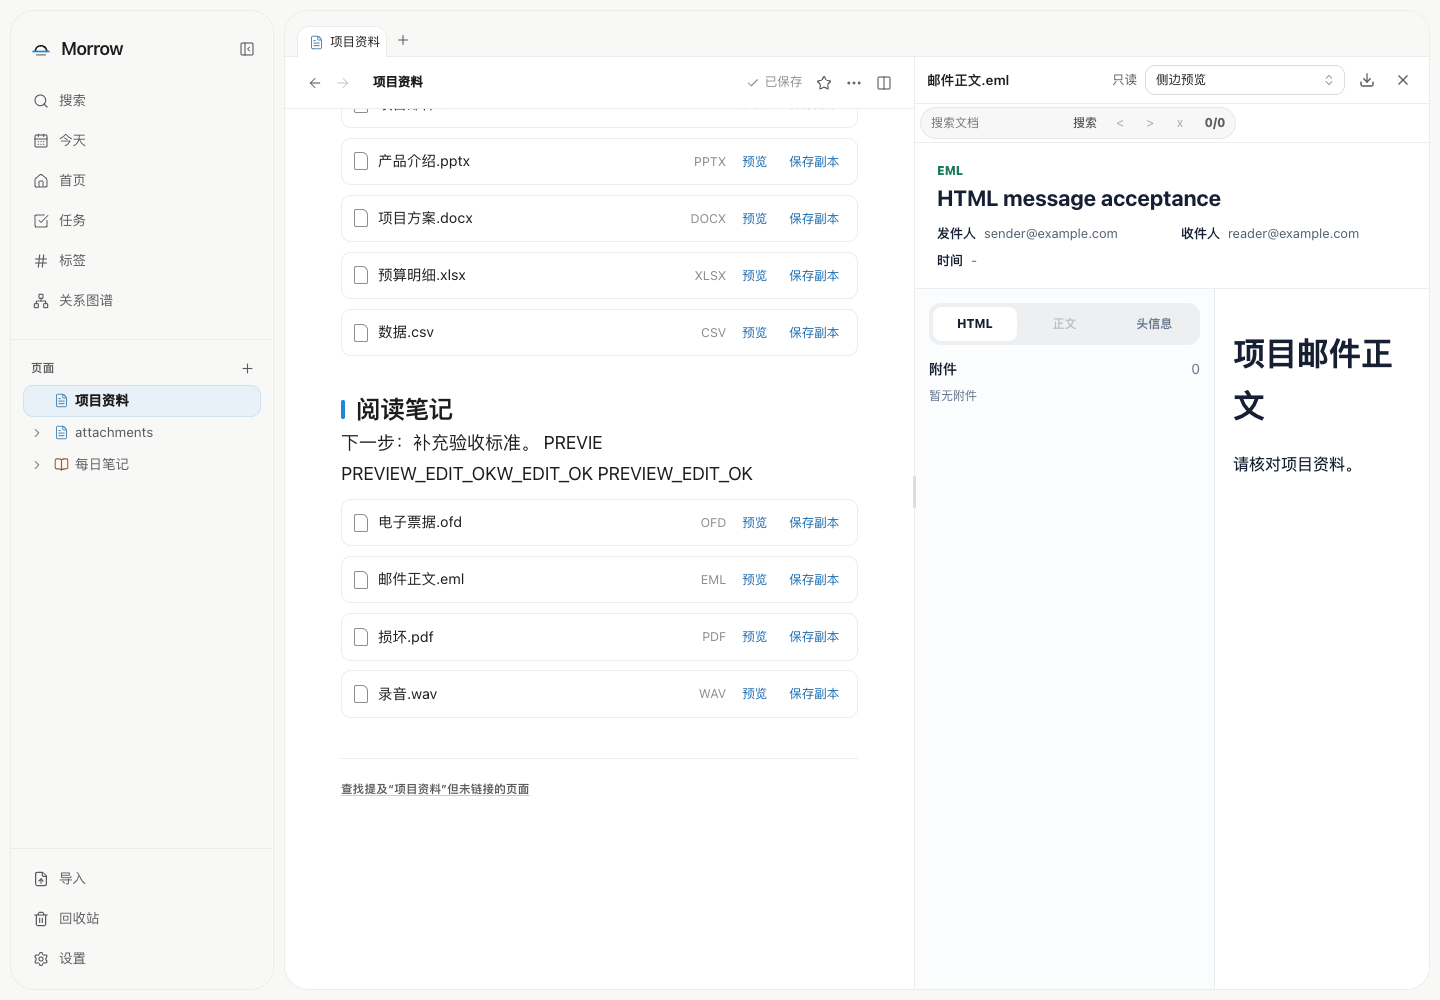 Morrow
搜索
今天
首页
任务
标签
关系图谱
页面
项目资料
attachments
每日笔记
导入
回收站
设置
项目资料
项目资料
已保存
产品介绍.pptx PPTX 预览 保存副本
项目方案.docx DOCX 预览 保存副本
预算明细.xlsx XLSX 预览 保存副本
数据.csv CSV 预览 保存副本
阅读笔记
下一步：补充验收标准。 PREVIE
PREVIEW_EDIT_OKW_EDIT_OK PREVIEW_EDIT_OK
电子票据.ofd OFD 预览 保存副本
邮件正文.eml EML 预览 保存副本
损坏.pdf PDF 预览 保存副本
录音.wav WAV 预览 保存副本
查找提及“项目资料”但未链接的页面
邮件正文.eml 只读 侧边预览
搜索文档 搜索 < > x 0/0
EML
HTML message acceptance
发件人 sender@example.com 收件人 reader@example.com
时间 -
HTML 正文 头信息
附件 0
暂无附件
项目邮件正
文
请核对项目资料。